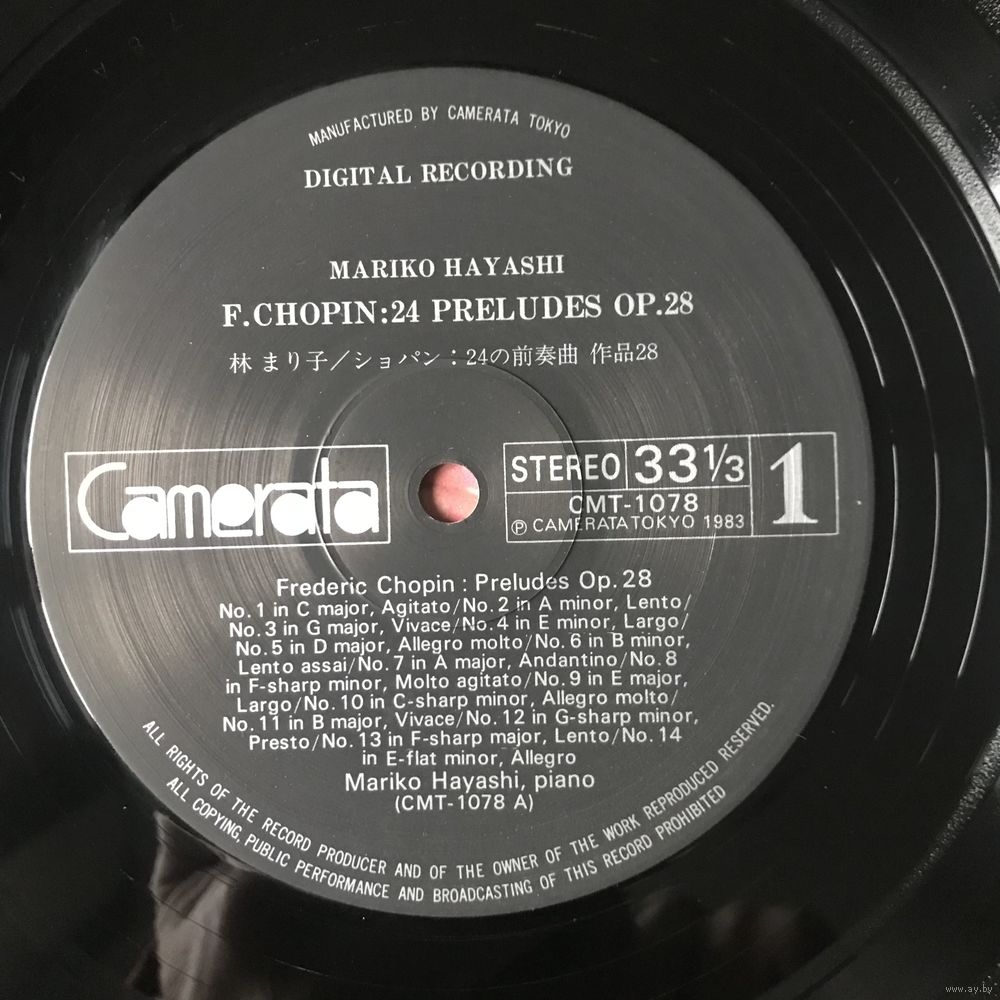 MANUFACTURED BY CAMERATA TOKYO
DIGITAL RECORDING
MARIKO HAYASHI
F.CHOPIN:24 PRELUDES OP.28
林 まり子／ショパン：24の前奏曲 作品28
Camerata
STEREO 33 1/3
CMT-1078
Ⓟ CAMERATA TOKYO 1983
1
Frederic Chopin : Preludes Op. 28
No. 1 in C major, Agitato/No. 2 in A minor, Lento/
No. 3 in G major, Vivace/No. 4 in E minor, Largo/
No. 5 in D major, Allegro molto/No. 6 in B minor,
Lento assai/No. 7 in A major, Andantino/No. 8
in F-sharp minor, Molto agitato/No. 9 in E major,
Largo/No. 10 in C-sharp minor, Allegro molto/
No. 11 in B major, Vivace/No. 12 in G-sharp minor,
Presto/No. 13 in F-sharp major, Lento/No. 14
in E-flat minor, Allegro
Mariko Hayashi, piano
(CMT-1078 A)
ALL RIGHTS OF THE RECORD PRODUCER AND OF THE OWNER OF THE WORK REPRODUCED RESERVED.
ALL COPYING, PUBLIC PERFORMANCE AND BROADCASTING OF THIS RECORD PROHIBITED
www.ay.by